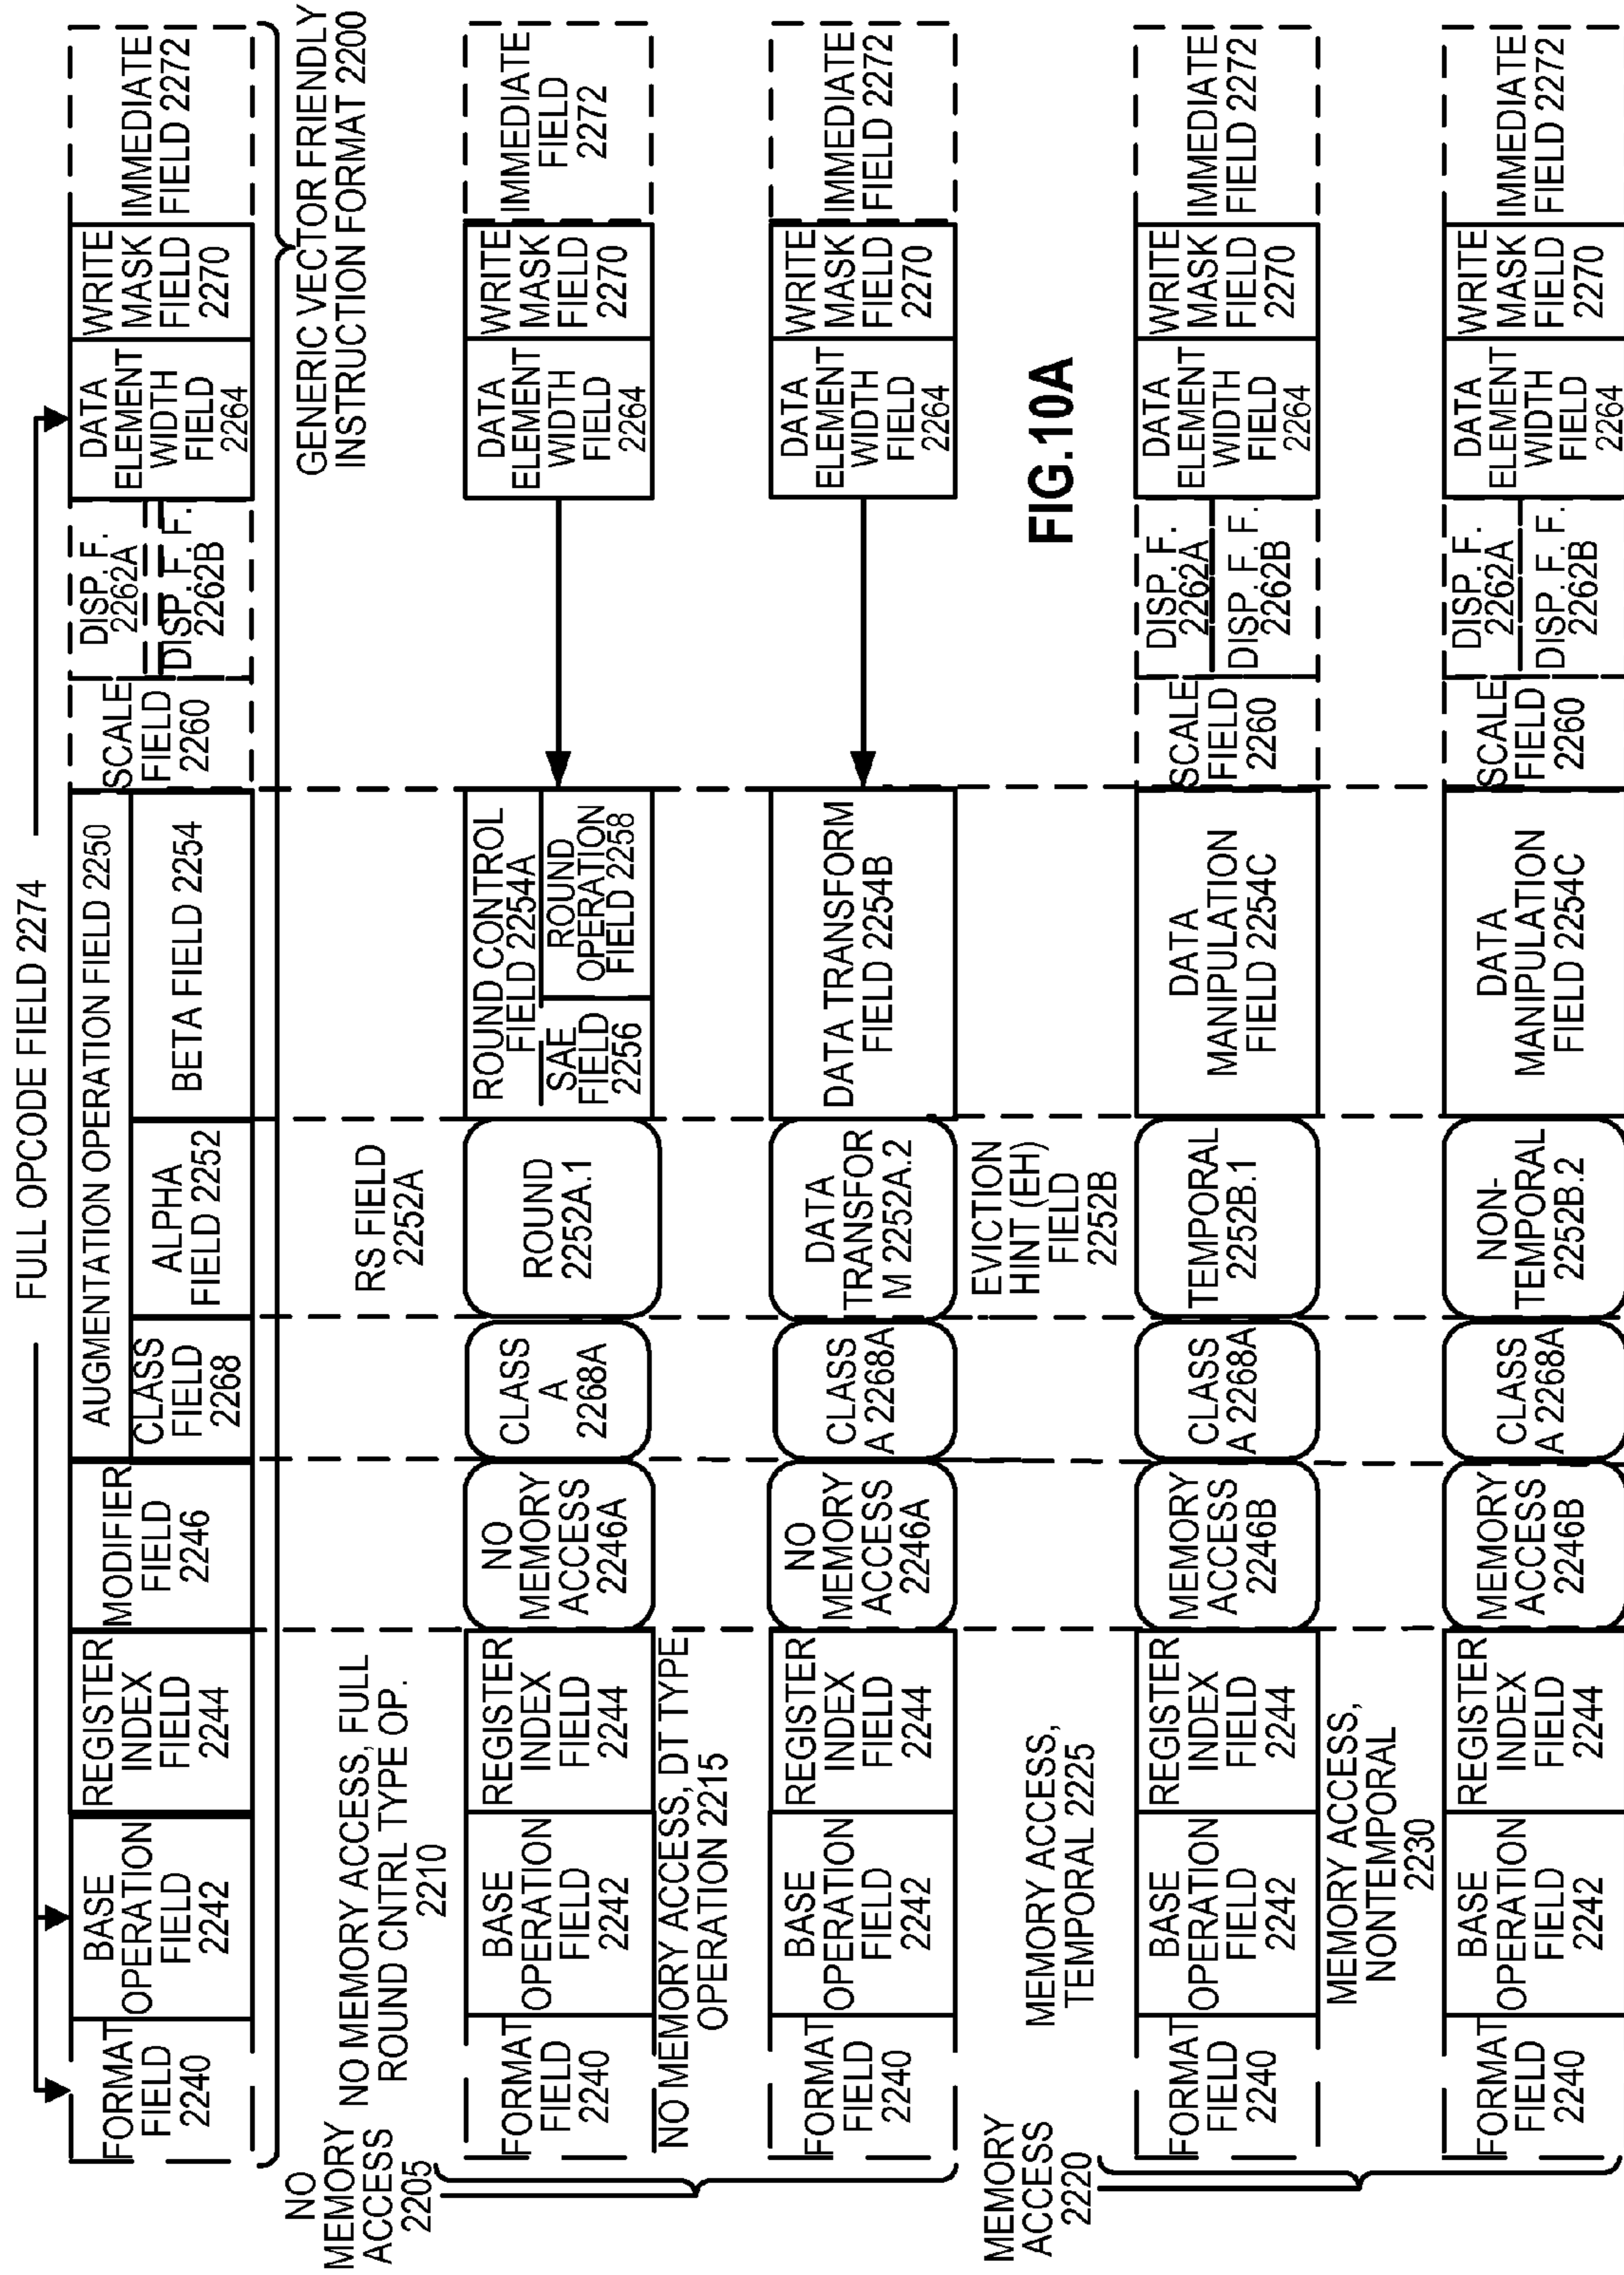 FULL OPCODE FIELD 2274
FORMAT
FIELD
2240
BASE
OPERATION
FIELD
2242
REGISTER
INDEX
FIELD
2244
MODIFIER
FIELD
2246
AUGMENTATION OPERATION FIELD 2250
CLASS
FIELD
2268
ALPHA
FIELD 2252
BETA FIELD 2254
SCALE
FIELD
2260
DISP. F.
2262A
DISP. F. F.
2262B
DATA
ELEMENT
WIDTH
FIELD
2264
WRITE
MASK
FIELD
2270
IMMEDIATE
FIELD 2272
GENERIC VECTOR FRIENDLY
INSTRUCTION FORMAT 2200
NO
MEMORY
ACCESS
2205
NO MEMORY ACCESS, FULL
ROUND CNTRL TYPE OP.
2210
RS FIELD
2252A
FORMAT
FIELD
2240
BASE
OPERATION
FIELD
2242
REGISTER
INDEX
FIELD
2244
NO
MEMORY
ACCESS
2246A
CLASS
A
2268A
ROUND
2252A.1
ROUND CONTROL
FIELD 2254A
SAE
FIELD
2256
ROUND
OPERATION
FIELD 2258
DATA
ELEMENT
WIDTH
FIELD
2264
WRITE
MASK
FIELD
2270
IMMEDIATE
FIELD
2272
NO MEMORY ACCESS, DT TYPE
OPERATION 2215
FORMAT
FIELD
2240
BASE
OPERATION
FIELD
2242
REGISTER
INDEX
FIELD
2244
NO
MEMORY
ACCESS
2246A
CLASS
A 2268A
DATA
TRANSFOR
M 2252A.2
DATA TRANSFORM
FIELD 2254B
DATA
ELEMENT
WIDTH
FIELD
2264
WRITE
MASK
FIELD
2270
IMMEDIATE
FIELD 2272
FIG.10A
MEMORY
ACCESS
2220
MEMORY ACCESS,
TEMPORAL 2225
EVICTION
HINT (EH)
FIELD
2252B
FORMAT
FIELD
2240
BASE
OPERATION
FIELD
2242
REGISTER
INDEX
FIELD
2244
MEMORY
ACCESS
2246B
CLASS
A 2268A
TEMPORAL
2252B.1
DATA
MANIPULATION
FIELD 2254C
SCALE
FIELD
2260
DISP. F.
2262A
DISP. F. F.
2262B
DATA
ELEMENT
WIDTH
FIELD
2264
WRITE
MASK
FIELD
2270
IMMEDIATE
FIELD 2272
MEMORY ACCESS,
NONTEMPORAL
2230
FORMAT
FIELD
2240
BASE
OPERATION
FIELD
2242
REGISTER
INDEX
FIELD
2244
MEMORY
ACCESS
2246B
CLASS
A 2268A
NON-
TEMPORAL
2252B.2
DATA
MANIPULATION
FIELD 2254C
SCALE
FIELD
2260
DISP. F.
2262A
DISP. F. F.
2262B
DATA
ELEMENT
WIDTH
FIELD
2264
WRITE
MASK
FIELD
2270
IMMEDIATE
FIELD 2272